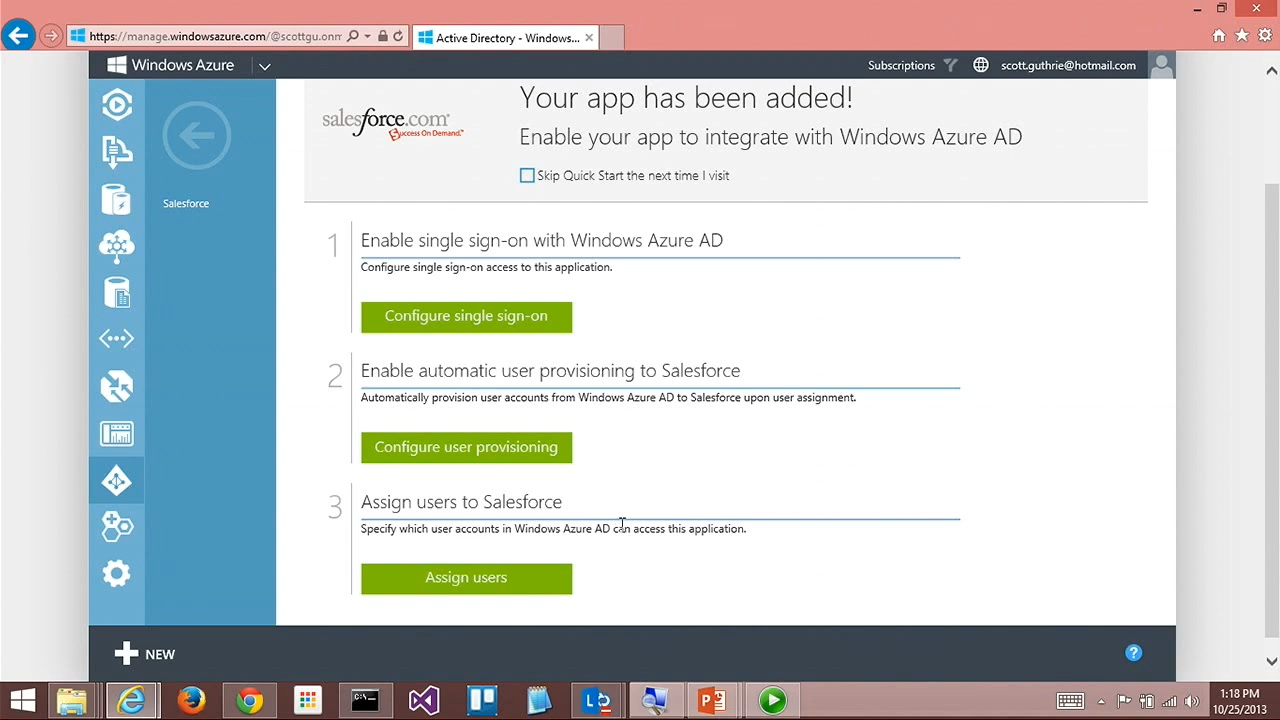 https://manage.windowsazure.com/@scottgu.onm
Active Directory - Windows...
Windows Azure
Subscriptions
scott.guthrie@hotmail.com
salesforce.com
Success On Demand.™
Your app has been added!
Enable your app to integrate with Windows Azure AD
Skip Quick Start the next time I visit
Salesforce
1
Enable single sign-on with Windows Azure AD
Configure single sign-on access to this application.
Configure single sign-on
2
Enable automatic user provisioning to Salesforce
Automatically provision user accounts from Windows Azure AD to Salesforce upon user assignment.
Configure user provisioning
3
Assign users to Salesforce
Specify which user accounts in Windows Azure AD can access this application.
Assign users
NEW
?
1:18 PM
10/25/2013